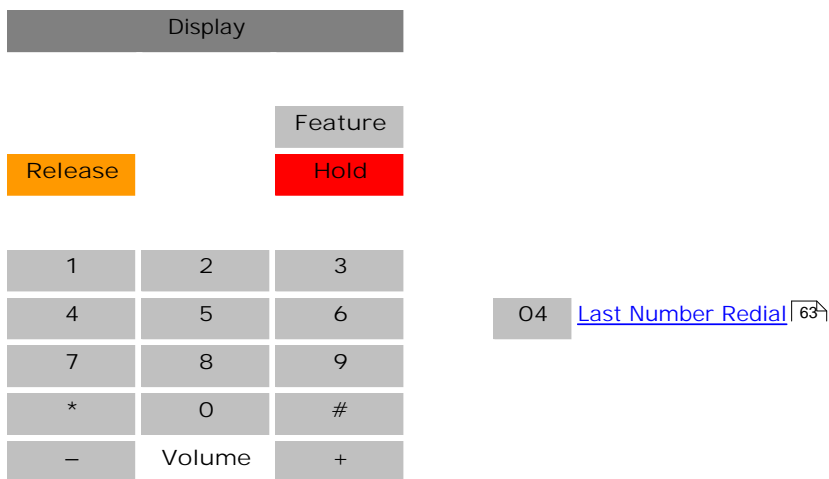 Display
Feature
Release Hold
1 2 3
4 5 6 04 Last Number Redial 63
7 8 9
* 0 #
– Volume +